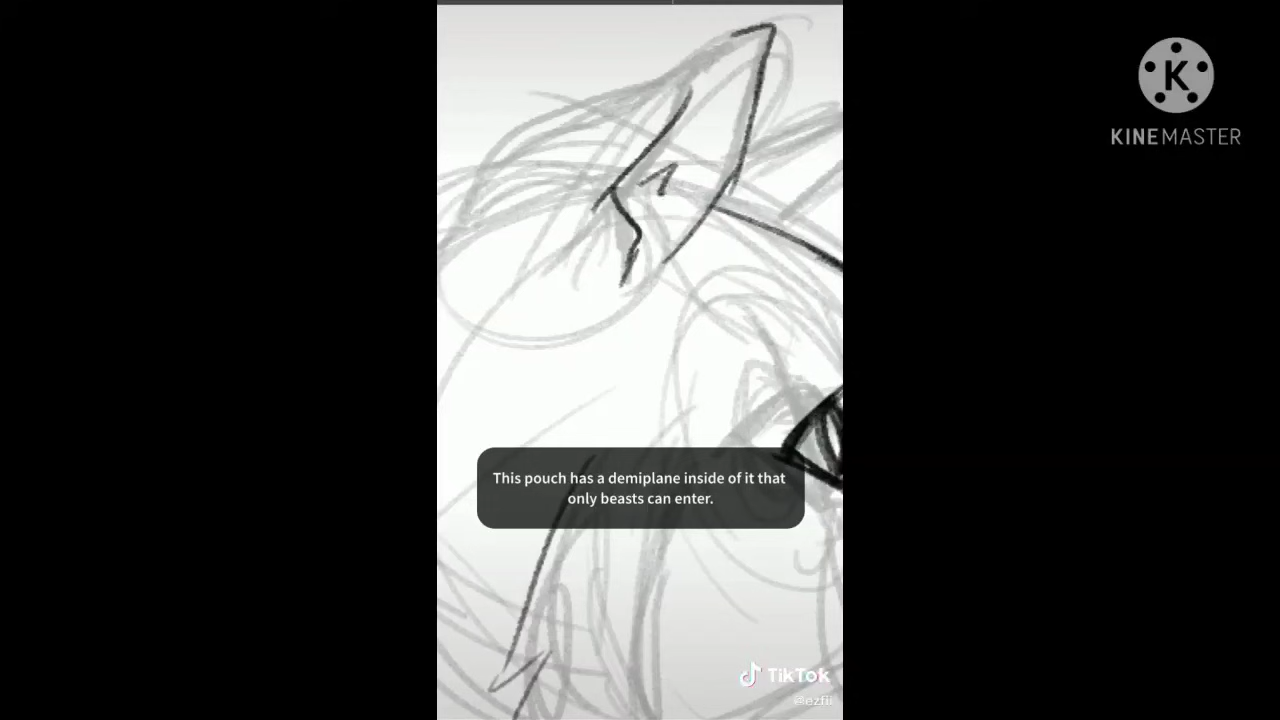 K
KINEMASTER
This pouch has a demiplane inside of it that
only beasts can enter.
TikTok
@ezfii